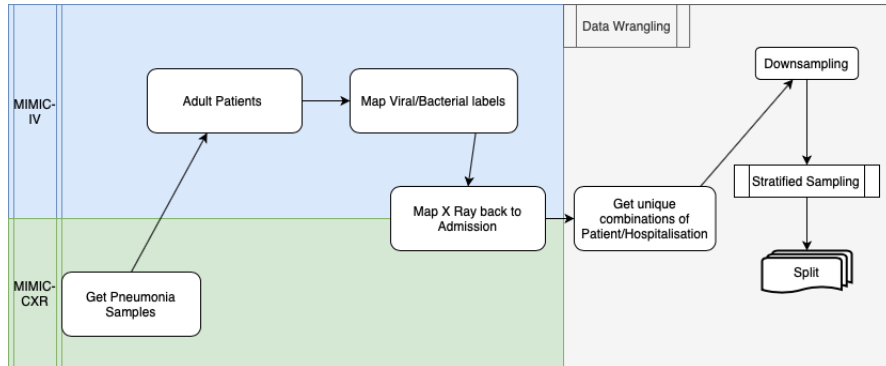 Data Wrangling
MIMIC-
IV
Adult Patients
Map Viral/Bacterial labels
Downsampling
Stratified Sampling
Map X Ray back to
Admission
Get unique
combinations of
Patient/Hospitalisation
MIMIC-
CXR
Get Pneumonia
Samples
Split